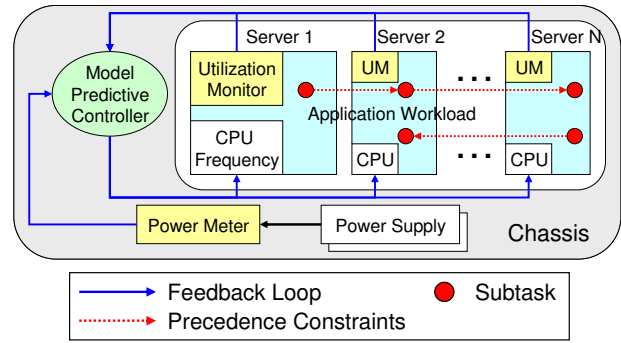 Server 1
Server 2
Server N
Model
Predictive
Controller
Utilization
Monitor
UM
UM
...
Application Workload
CPU
Frequency
CPU
...
CPU
Power Meter
Power Supply
Chassis
Feedback Loop
Subtask
Precedence Constraints